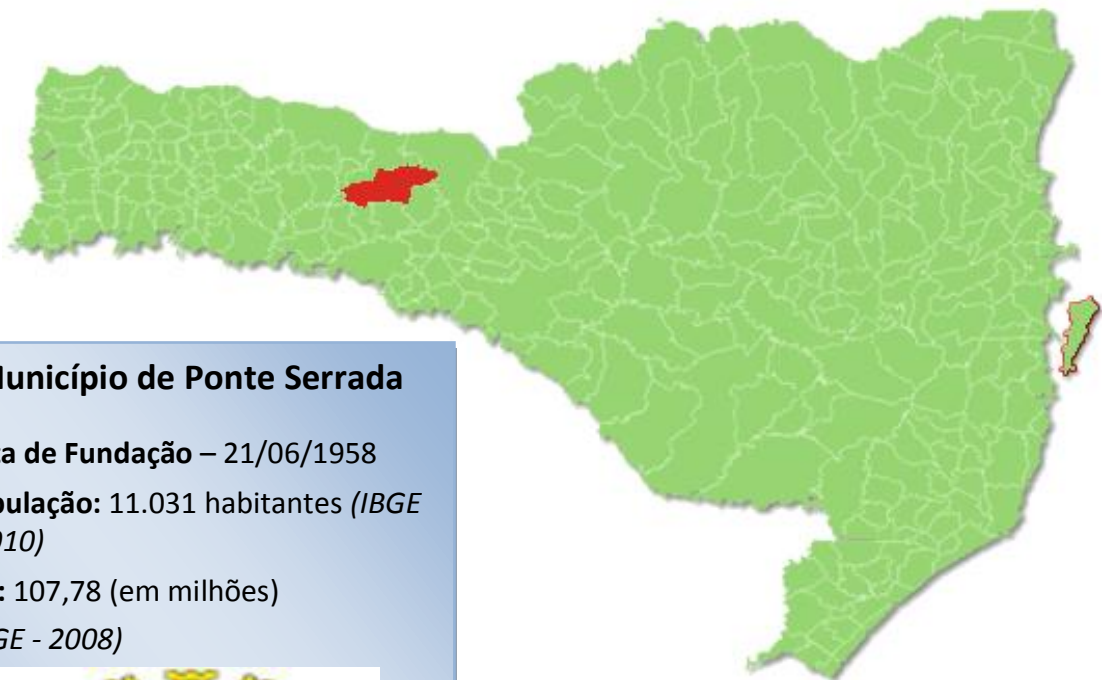 unicípio de Ponte Serrada
a de Fundação – 21/06/1958
pulação: 11.031 habitantes (IBGE
010)
: 107,78 (em milhões)
GE - 2008)